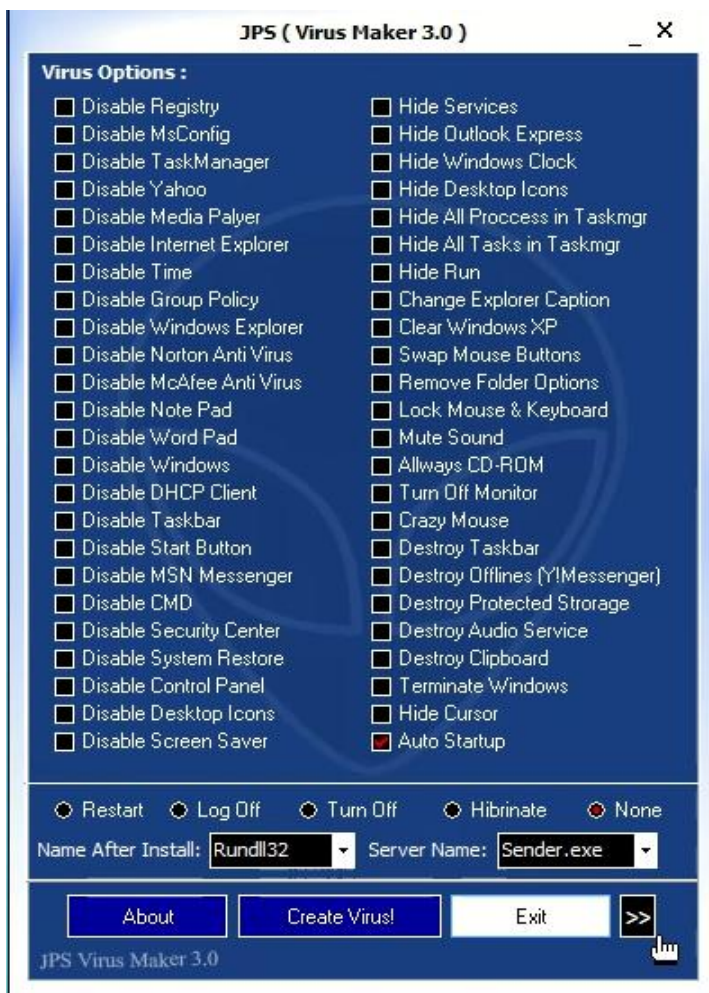 JPS ( Virus Maker 3.0 )
_ X
Virus Options :
Disable Registry
Disable MsConfig
Disable TaskManager
Disable Yahoo
Disable Media Palyer
Disable Internet Explorer
Disable Time
Disable Group Policy
Disable Windows Explorer
Disable Norton Anti Virus
Disable McAfee Anti Virus
Disable Note Pad
Disable Word Pad
Disable Windows
Disable DHCP Client
Disable Taskbar
Disable Start Button
Disable MSN Messenger
Disable CMD
Disable Security Center
Disable System Restore
Disable Control Panel
Disable Desktop Icons
Disable Screen Saver
Hide Services
Hide Outlook Express
Hide Windows Clock
Hide Desktop Icons
Hide All Proccess in Taskmgr
Hide All Tasks in Taskmgr
Hide Run
Change Explorer Caption
Clear Windows XP
Swap Mouse Buttons
Remove Folder Options
Lock Mouse & Keyboard
Mute Sound
Allways CD-ROM
Turn Off Monitor
Crazy Mouse
Destroy Taskbar
Destroy Offlines (Y!Messenger)
Destroy Protected Strorage
Destroy Audio Service
Destroy Clipboard
Terminate Windows
Hide Cursor
Auto Startup
Restart Log Off Turn Off Hibrinate None
Name After Install: Rundll32 Server Name: Sender.exe
About Create Virus! Exit >>
JPS Virus Maker 3.0